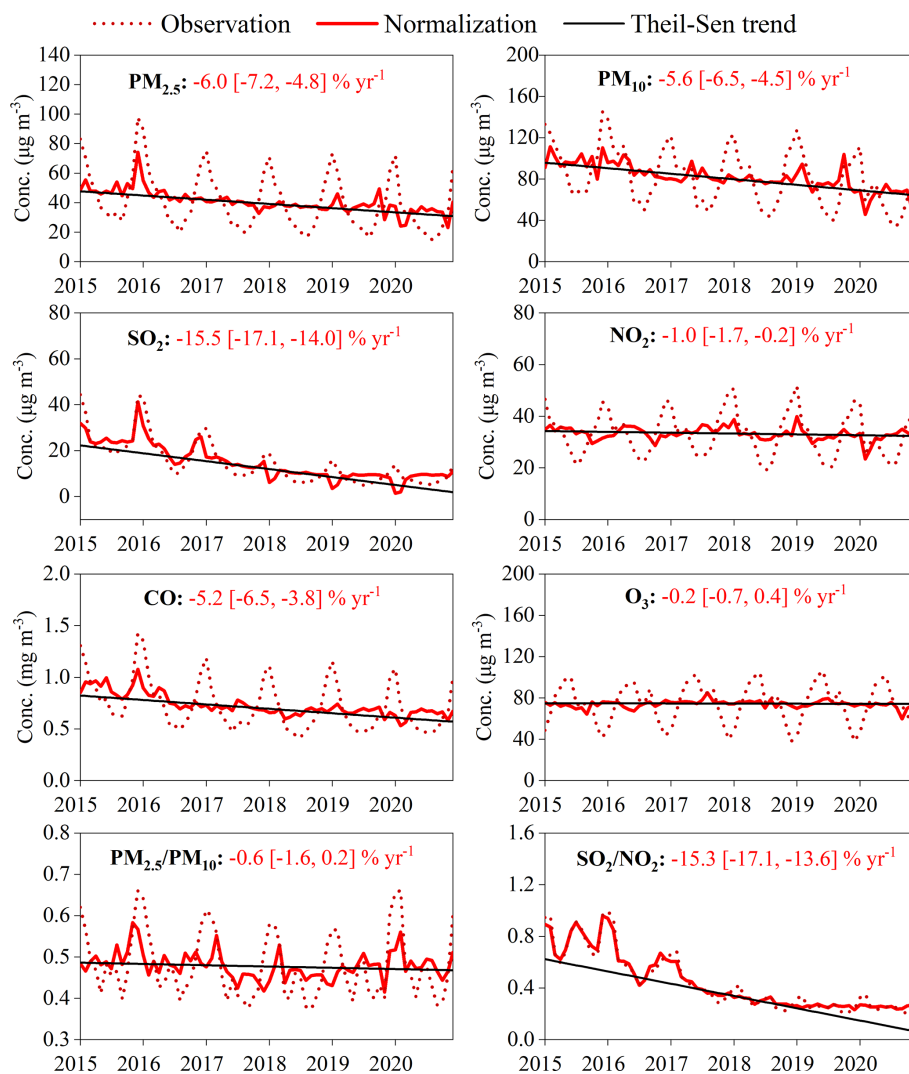 Observation Normalization Theil-Sen trend
PM2.5: -6.0 [-7.2, -4.8] % yr-1
Conc. (μg m-3)
140
120
100
80
60
40
20
0
2015 2016 2017 2018 2019 2020
PM10: -5.6 [-6.5, -4.5] % yr-1
Conc. (μg m-3)
200
160
120
80
40
0
2015 2016 2017 2018 2019 2020
SO2: -15.5 [-17.1, -14.0] % yr-1
Conc. (μg m-3)
80
60
40
20
0
2015 2016 2017 2018 2019 2020
NO2: -1.0 [-1.7, -0.2] % yr-1
Conc. (μg m-3)
80
60
40
20
0
2015 2016 2017 2018 2019 2020
CO: -5.2 [-6.5, -3.8] % yr-1
Conc. (mg m-3)
2.0
1.5
1.0
0.5
0.0
2015 2016 2017 2018 2019 2020
O3: -0.2 [-0.7, 0.4] % yr-1
Conc. (μg m-3)
200
160
120
80
40
0
2015 2016 2017 2018 2019 2020
PM2.5/PM10: -0.6 [-1.6, 0.2] % yr-1
0.8
0.7
0.6
0.5
0.4
0.3
2015 2016 2017 2018 2019 2020
SO2/NO2: -15.3 [-17.1, -13.6] % yr-1
1.6
1.2
0.8
0.4
0.0
2015 2016 2017 2018 2019 2020